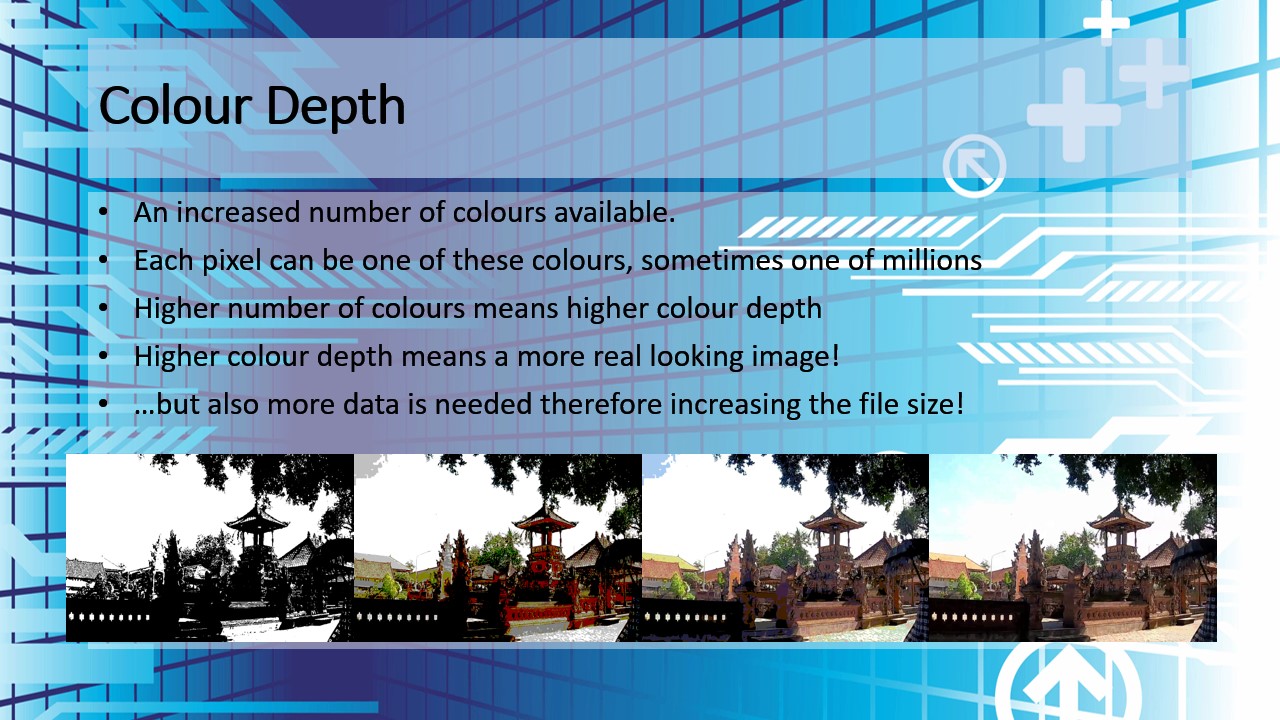 Colour Depth
• An increased number of colours available.
• Each pixel can be one of these colours, sometimes one of millions
• Higher number of colours means higher colour depth
• Higher colour depth means a more real looking image!
• …but also more data is needed therefore increasing the file size!